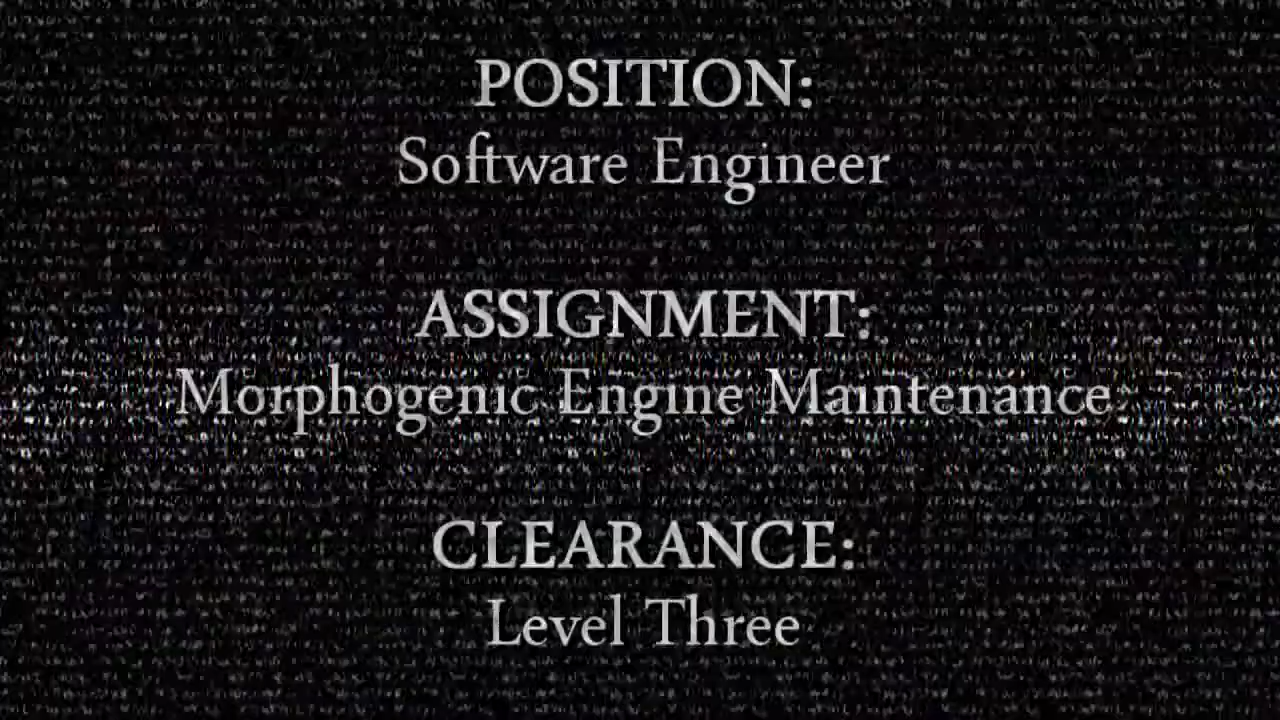 POSITION:
Software Engineer
ASSIGNMENT:
Morphogenic Engine Maintenance
CLEARANCE:
Level Three